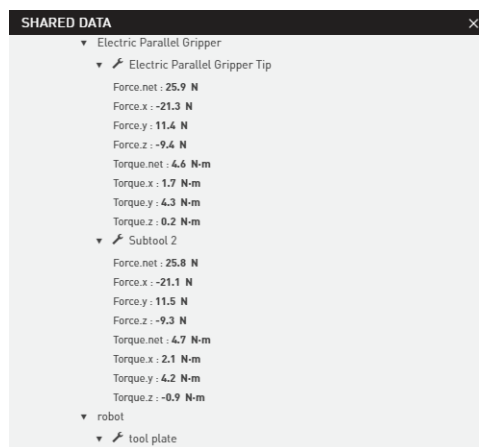 SHARED DATA
Electric Parallel Gripper
Electric Parallel Gripper Tip
Force.net : 25.9 N
Force.x : -21.3 N
Force.y : 11.4 N
Force.z : -9.4 N
Torque.net : 4.6 N·m
Torque.x : 1.7 N·m
Torque.y : 4.3 N·m
Torque.z : 0.2 N·m
Subtool 2
Force.net : 25.8 N
Force.x : -21.1 N
Force.y : 11.5 N
Force.z : -9.3 N
Torque.net : 4.7 N·m
Torque.x : 2.1 N·m
Torque.y : 4.2 N·m
Torque.z : -0.9 N·m
robot
tool plate